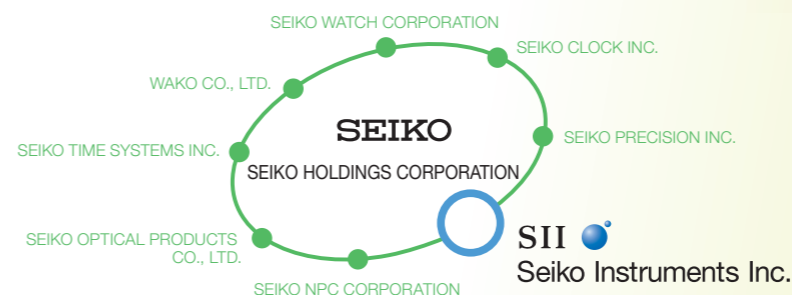 SEIKO WATCH CORPORATION
SEIKO CLOCK INC.
WAKO CO., LTD.
SEIKO
SEIKO PRECISION INC.
SEIKO TIME SYSTEMS INC.
SEIKO HOLDINGS CORPORATION
SII
Seiko Instruments Inc.
SEIKO OPTICAL PRODUCTS
CO., LTD.
SEIKO NPC CORPORATION